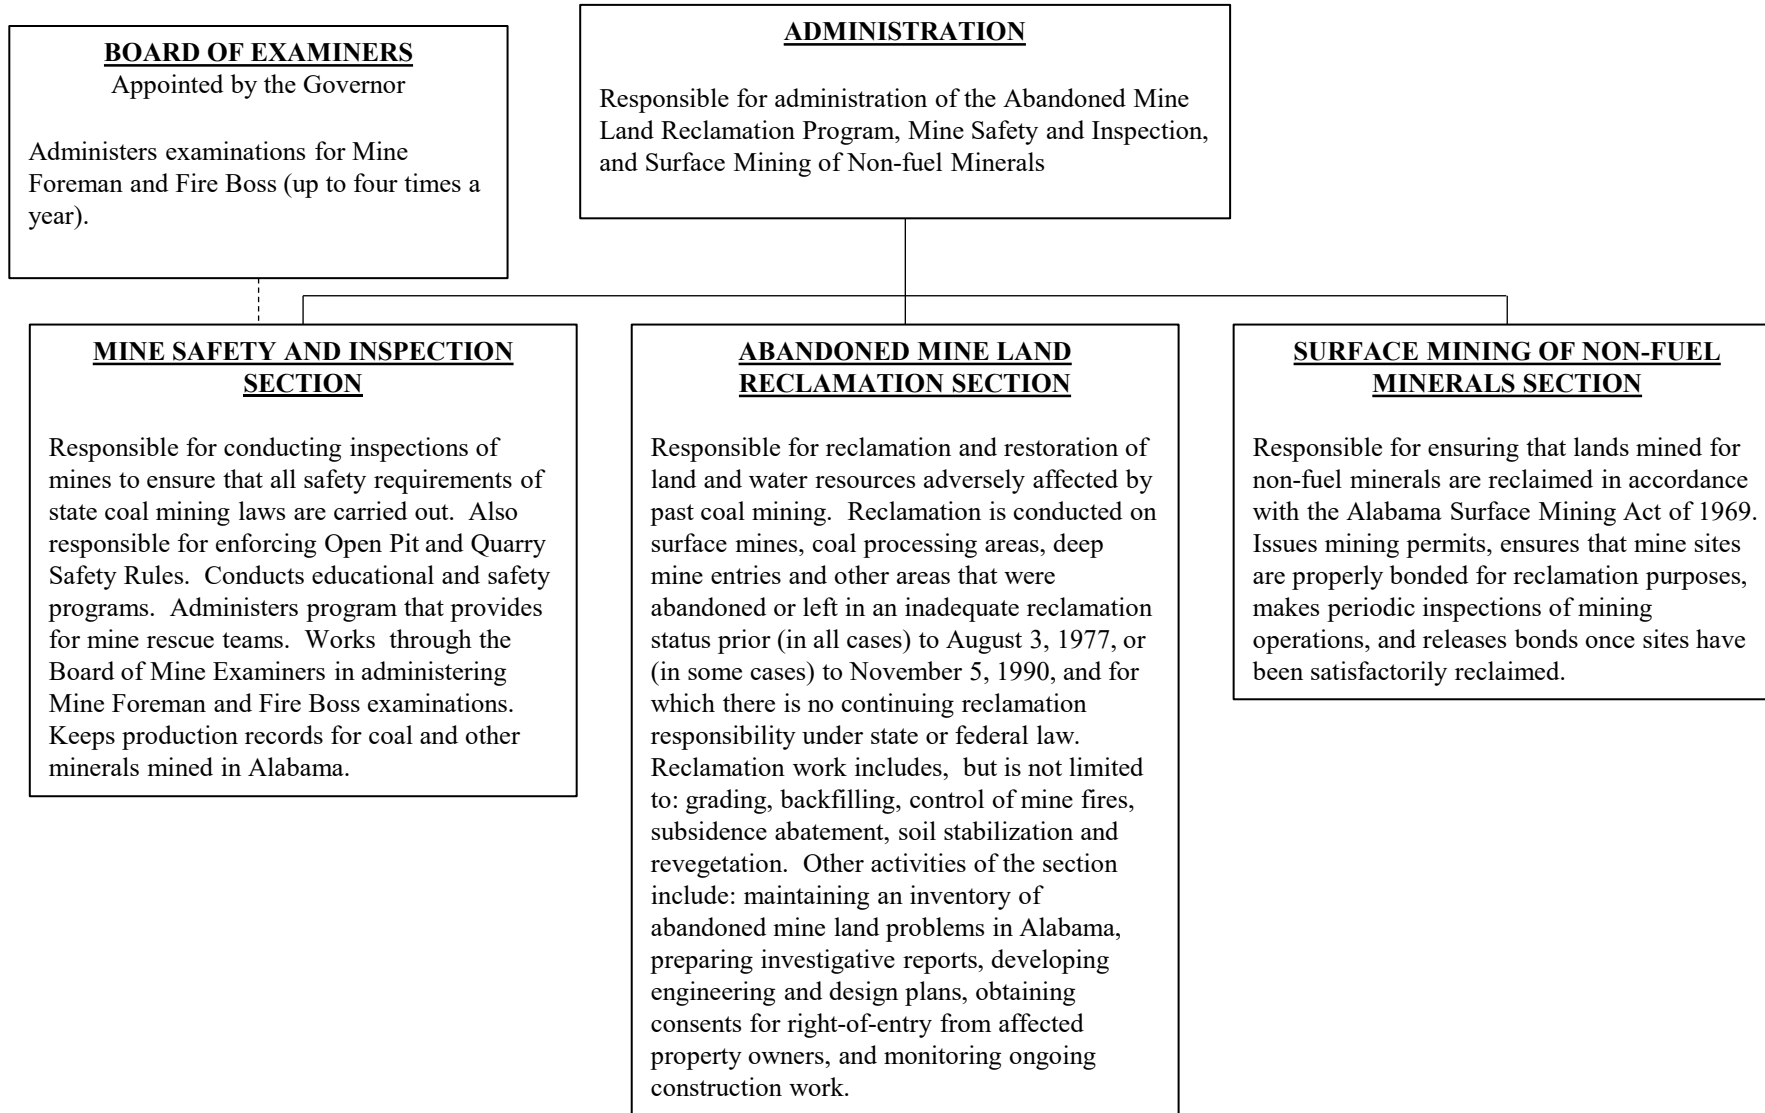 BOARD OF EXAMINERS
Appointed by the Governor
Administers examinations for Mine
Foreman and Fire Boss (up to four times a
year).
ADMINISTRATION
Responsible for administration of the Abandoned Mine
Land Reclamation Program, Mine Safety and Inspection,
and Surface Mining of Non-fuel Minerals
MINE SAFETY AND INSPECTION
SECTION
Responsible for conducting inspections of
mines to ensure that all safety requirements of
state coal mining laws are carried out.  Also
responsible for enforcing Open Pit and Quarry
Safety Rules.  Conducts educational and safety
programs.  Administers program that provides
for mine rescue teams.  Works  through the
Board of Mine Examiners in administering
Mine Foreman and Fire Boss examinations.
Keeps production records for coal and other
minerals mined in Alabama.
ABANDONED MINE LAND
RECLAMATION SECTION
Responsible for reclamation and restoration of
land and water resources adversely affected by
past coal mining.  Reclamation is conducted on
surface mines, coal processing areas, deep
mine entries and other areas that were
abandoned or left in an inadequate reclamation
status prior (in all cases) to August 3, 1977, or
(in some cases) to November 5, 1990, and for
which there is no continuing reclamation
responsibility under state or federal law.
Reclamation work includes,  but is not limited
to: grading, backfilling, control of mine fires,
subsidence abatement, soil stabilization and
revegetation.  Other activities of the section
include: maintaining an inventory of
abandoned mine land problems in Alabama,
preparing investigative reports, developing
engineering and design plans, obtaining
consents for right-of-entry from affected
property owners, and monitoring ongoing
construction work.
SURFACE MINING OF NON-FUEL
MINERALS SECTION
Responsible for ensuring that lands mined for
non-fuel minerals are reclaimed in accordance
with the Alabama Surface Mining Act of 1969.
Issues mining permits, ensures that mine sites
are properly bonded for reclamation purposes,
makes periodic inspections of mining
operations, and releases bonds once sites have
been satisfactorily reclaimed.